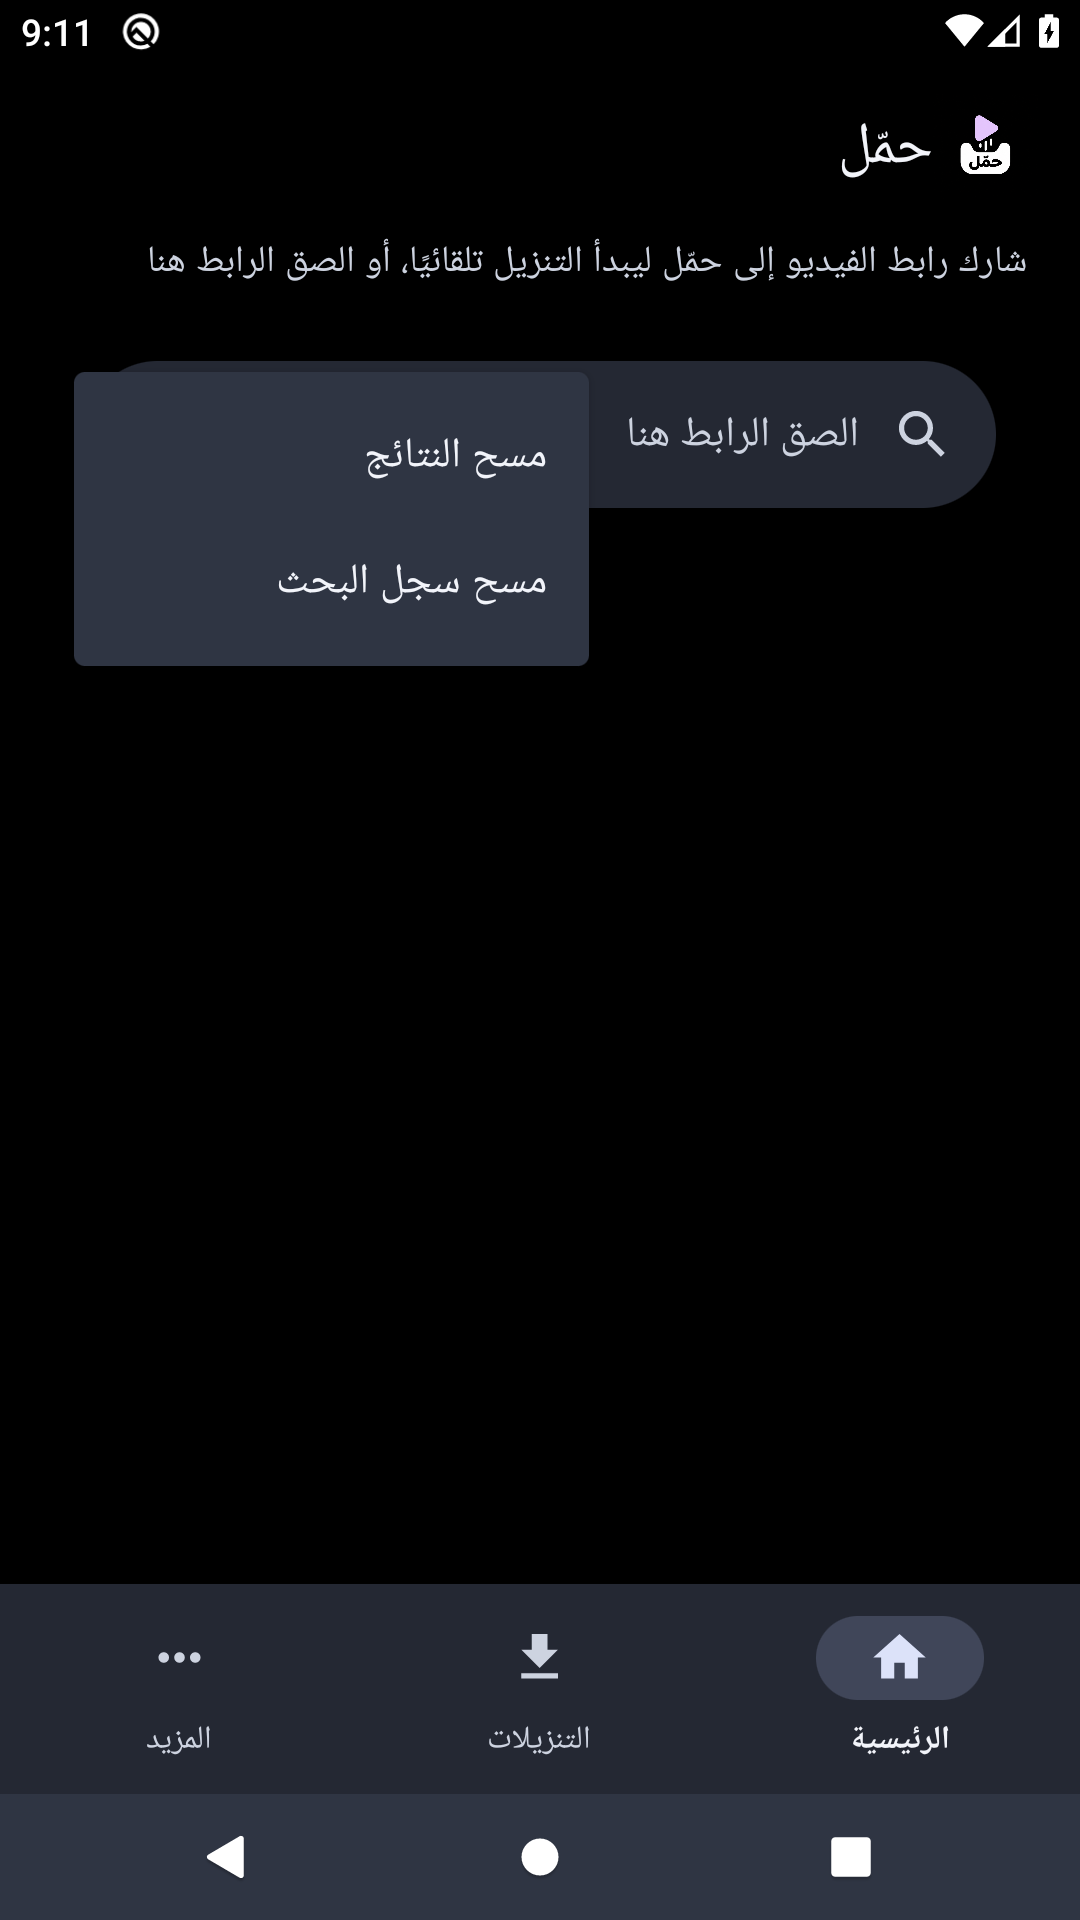 9:11
حمّل
حمّل
شارك رابط الفيديو إلى حمّل ليبدأ التنزيل تلقائيًا، أو الصق الرابط هنا
الصق الرابط هنا
مسح النتائج
مسح سجل البحث
الرئيسية
التنزيلات
المزيد